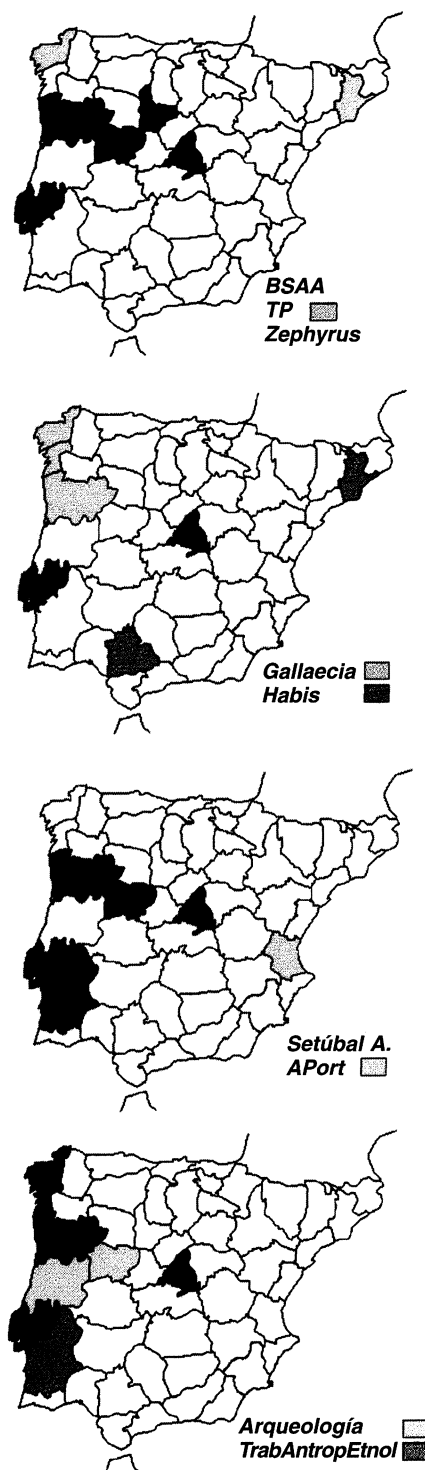 BSAA
TP
Zephyrus
Gallaecia
Habis
Setúbal A.
APort
Arqueología
TrabAntropEtnol